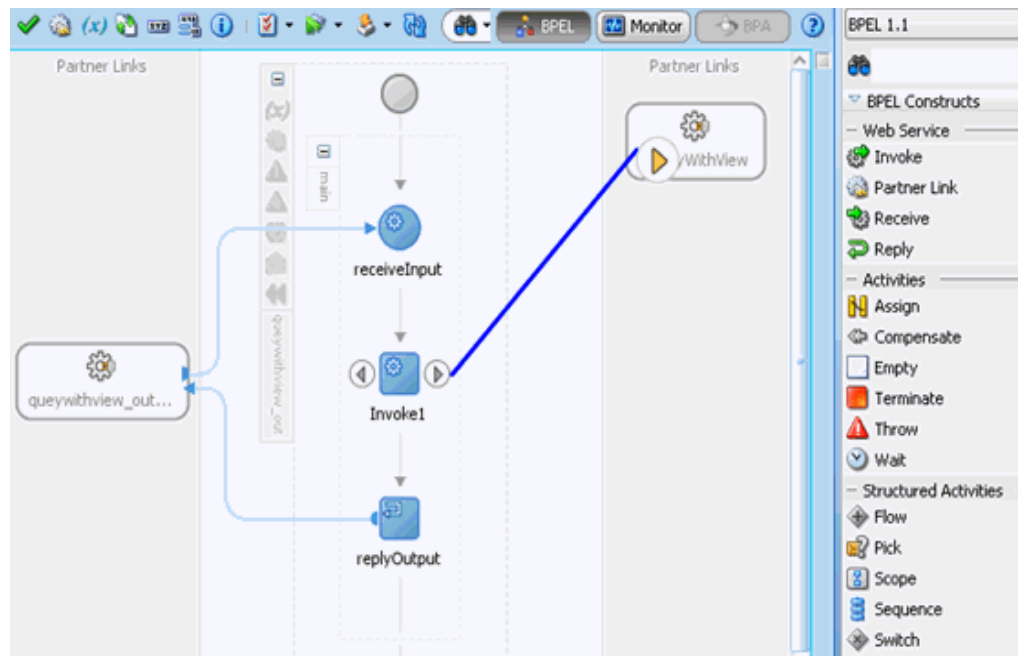 BPEL
Monitor
BPA
BPEL 1.1
Partner Links
Partner Links
main
yWithView
receiveInput
queywithview_out...
queywithview_out
Invoke1
replyOutput
BPEL Constructs
Web Service
Invoke
Partner Link
Receive
Reply
Activities
Assign
Compensate
Empty
Terminate
Throw
Wait
Structured Activities
Flow
Pick
Scope
Sequence
Switch